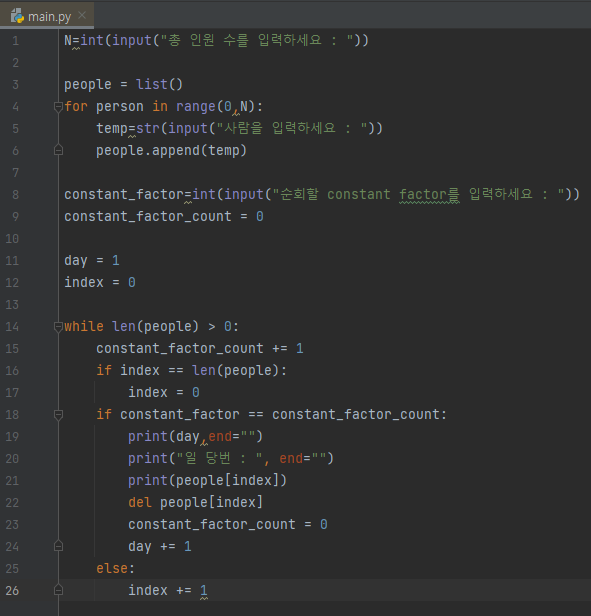 main.py
1 N=int(input("총 인원 수를 입력하세요 : "))
2
3 people = list()
4 for person in range(0,N):
5     temp=str(input("사람을 입력하세요 : "))
6     people.append(temp)
7
8 constant_factor=int(input("순회할 constant factor를 입력하세요 : "))
9 constant_factor_count = 0
10
11 day = 1
12 index = 0
13
14 while len(people) > 0:
15     constant_factor_count += 1
16     if index == len(people):
17         index = 0
18     if constant_factor == constant_factor_count:
19         print(day,end="")
20         print("일 당번 : ", end="")
21         print(people[index])
22         del people[index]
23         constant_factor_count = 0
24         day += 1
25     else:
26         index += 1